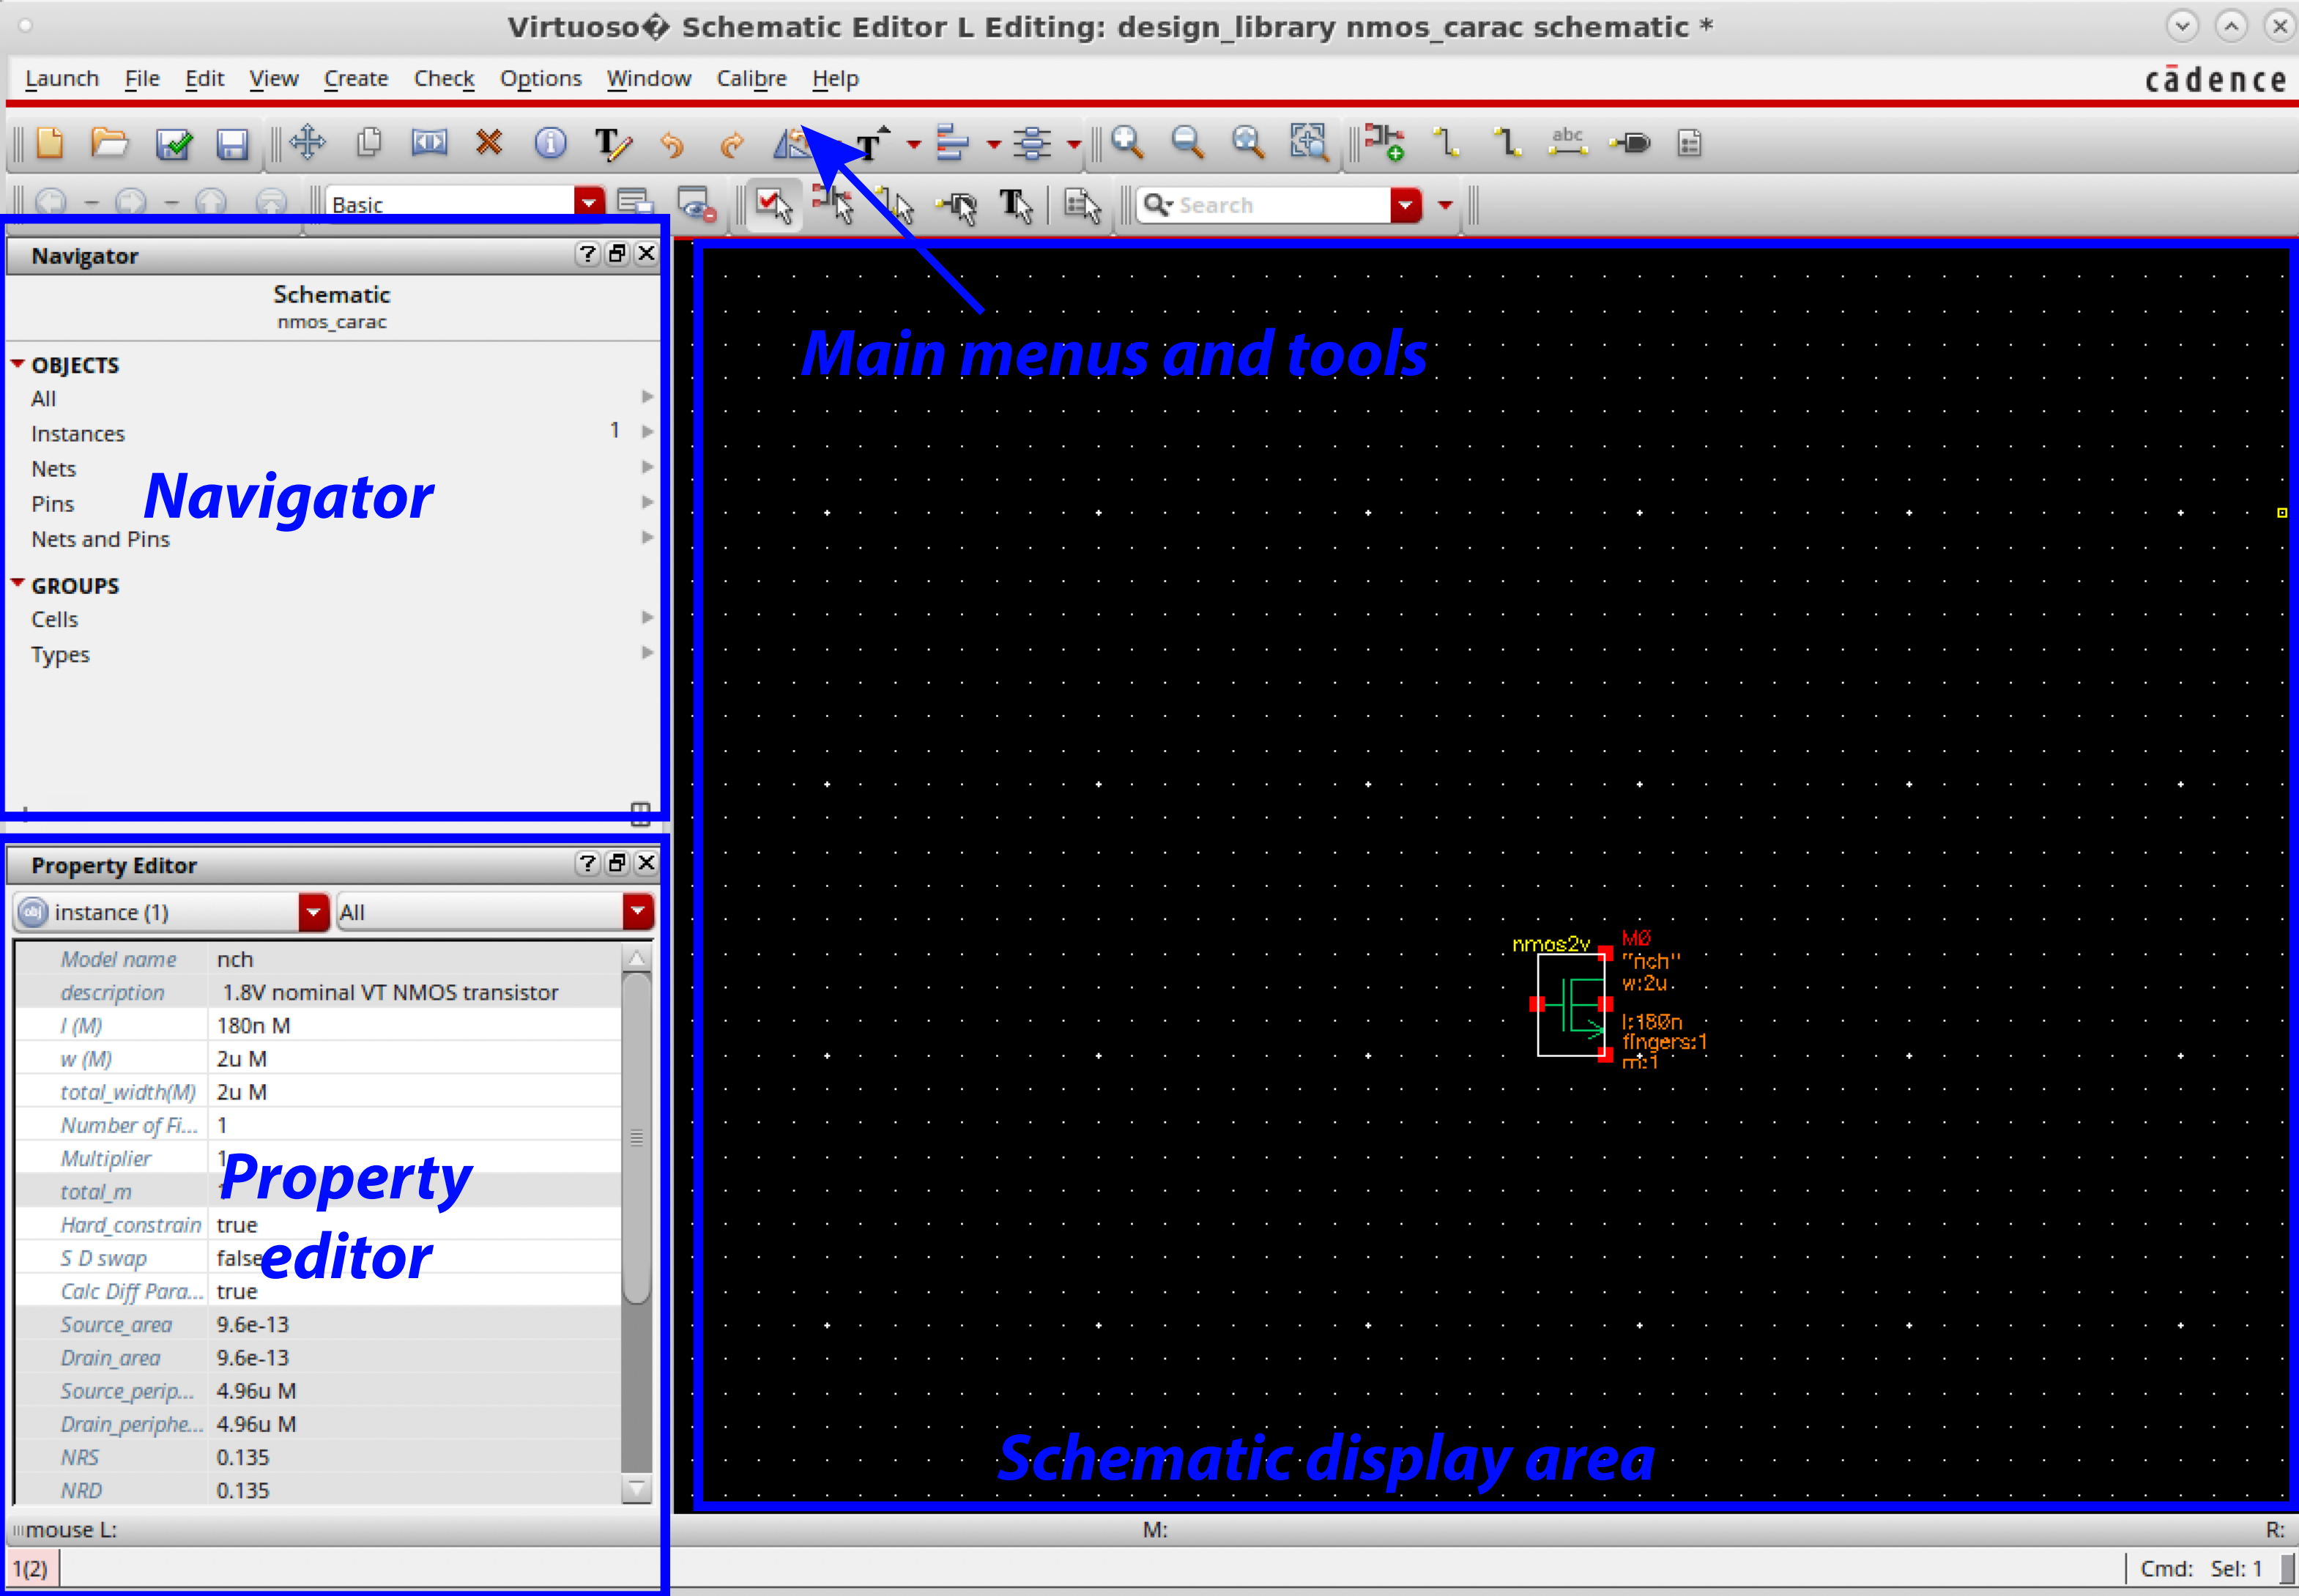 Virtuoso� Schematic Editor L Editing: design_library nmos_carac schematic *
Launch File Edit View Create Check Options Window Calibre Help
cādence
abc
Basic
Search
Navigator
Schematic
nmos_carac
OBJECTS
All
Instances 1
Nets
Pins
Nets and Pins
GROUPS
Cells
Types
Navigator
Main menus and tools
Property Editor
obj instance (1) All
Model name nch
description 1.8V nominal VT NMOS transistor
l (M) 180n M
w (M) 2u M
total_width(M) 2u M
Number of Fi... 1
Multiplier 1
total_m
Hard_constrain true
S D swap false
Calc Diff Para... true
Source_area 9.6e-13
Drain_area 9.6e-13
Source_perip... 4.96u M
Drain_periphe... 4.96u M
NRS 0.135
NRD 0.135
Property
editor
nmos2v
M0
"nch"
w:2u
l:180n
fingers:1
m:1
Schematic display area
mouse L: M: R:
1(2) Cmd: Sel: 1